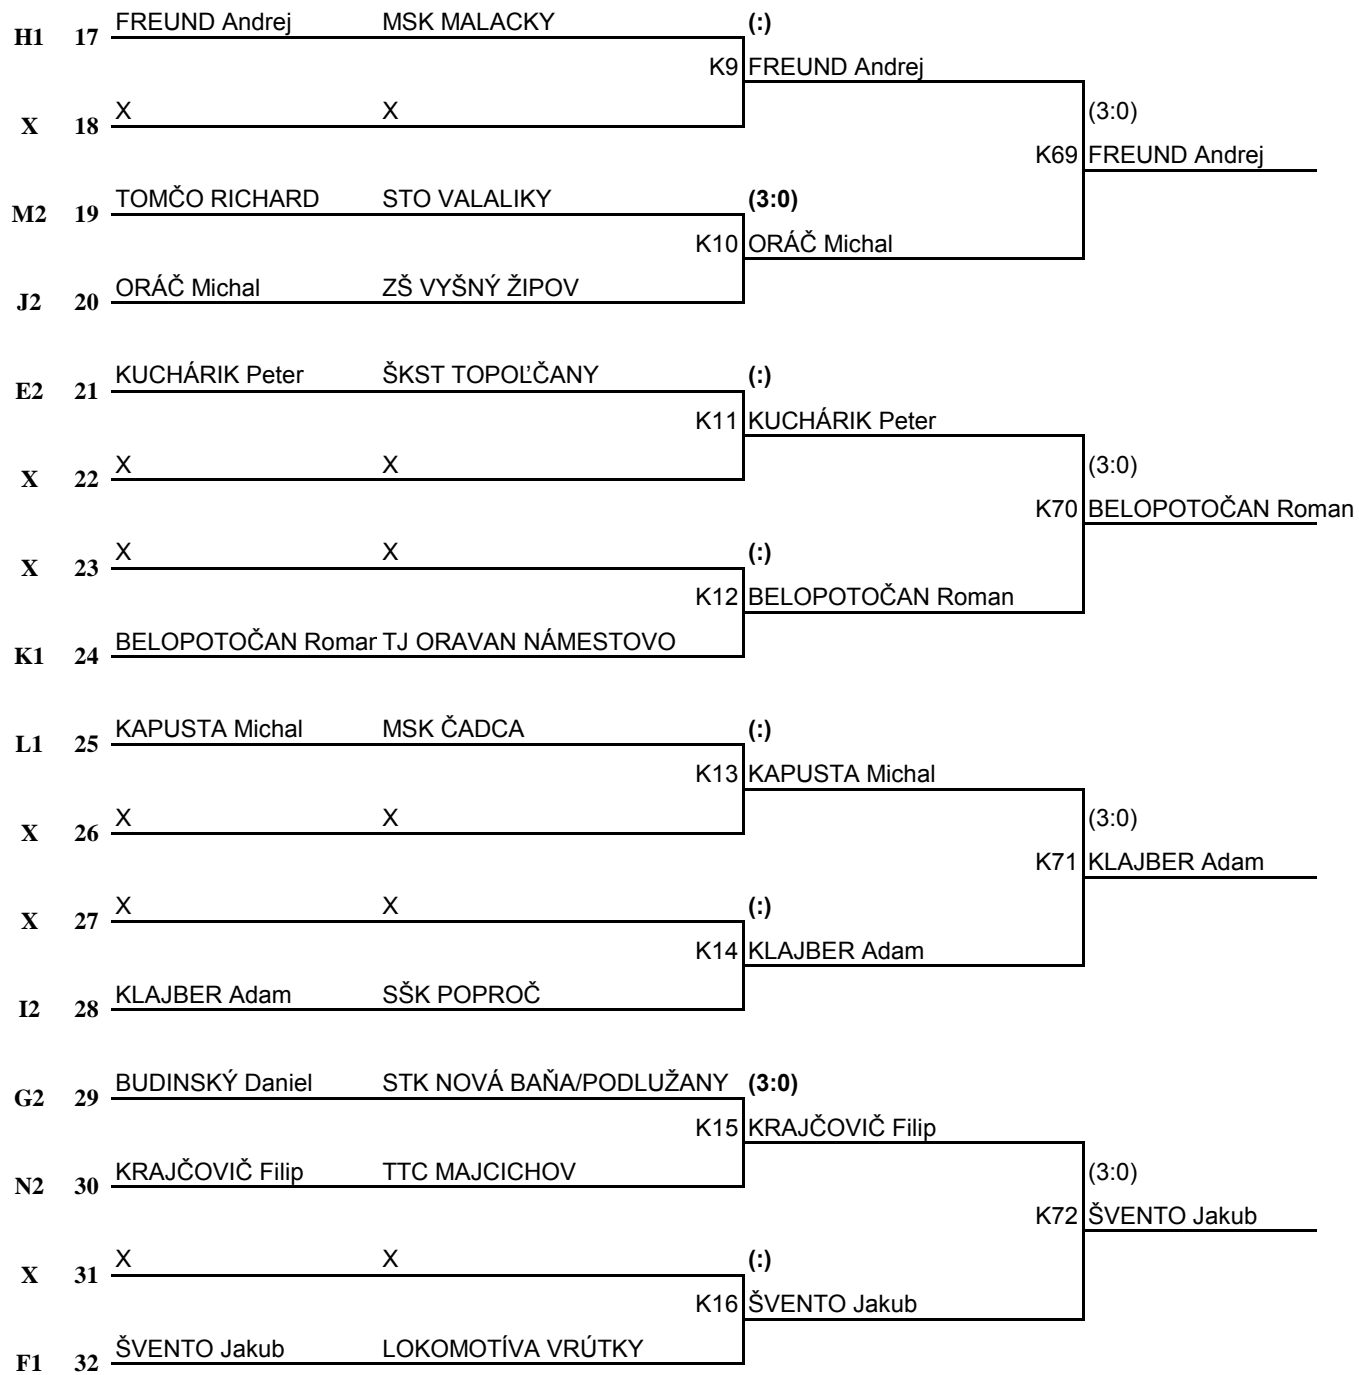 FREUND Andrej MSK MALACKY (:)
H1 17
K9 FREUND Andrej
X X (3:0)
X 18
K69 FREUND Andrej
TOMČO RICHARD STO VALALIKY (3:0)
M2 19
K10 ORÁČ Michal
ORÁČ Michal ZŠ VYŠNÝ ŽIPOV
J2 20
KUCHÁRIK Peter ŠKST TOPOĽČANY (:)
E2 21
K11 KUCHÁRIK Peter
X X (3:0)
X 22
K70 BELOPOTOČAN Roman
X X (:)
X 23
K12 BELOPOTOČAN Roman
BELOPOTOČAN Romar TJ ORAVAN NÁMESTOVO
K1 24
KAPUSTA Michal MSK ČADCA (:)
L1 25
K13 KAPUSTA Michal
X X (3:0)
X 26
K71 KLAJBER Adam
X X (:)
X 27
K14 KLAJBER Adam
KLAJBER Adam SŠK POPROČ
I2 28
BUDINSKÝ Daniel STK NOVÁ BAŇA/PODLUŽANY (3:0)
G2 29
K15 KRAJČOVIČ Filip
KRAJČOVIČ Filip TTC MAJCICHOV (3:0)
N2 30
K72 ŠVENTO Jakub
X X (:)
X 31
K16 ŠVENTO Jakub
ŠVENTO Jakub LOKOMOTÍVA VRÚTKY
F1 32